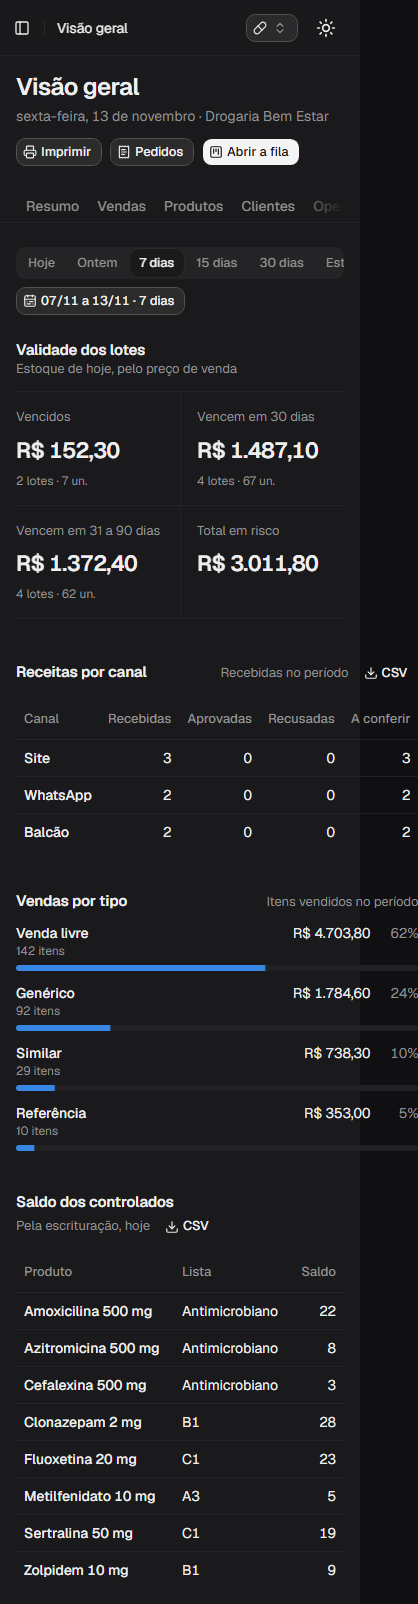 Visão geral
Visão geral
sexta-feira, 13 de novembro · Drogaria Bem Estar
Imprimir Pedidos Abrir a fila
Resumo Vendas Produtos Clientes Ope
Hoje Ontem 7 dias 15 dias 30 dias Est
07/11 a 13/11 · 7 dias
Validade dos lotes
Estoque de hoje, pelo preço de venda
Vencidos Vencem em 30 dias
R$ 152,30 R$ 1.487,10
2 lotes · 7 un. 4 lotes · 67 un.
Vencem em 31 a 90 dias Total em risco
R$ 1.372,40 R$ 3.011,80
4 lotes · 62 un.
Receitas por canal Recebidas no período CSV
Canal Recebidas Aprovadas Recusadas A conferir
Site 3 0 0 3
WhatsApp 2 0 0 2
Balcão 2 0 0 2
Vendas por tipo Itens vendidos no período
Venda livre R$ 4.703,80 62%
142 itens
Genérico R$ 1.784,60 24%
92 itens
Similar R$ 738,30 10%
29 itens
Referência R$ 353,00 5%
10 itens
Saldo dos controlados
Pela escrituração, hoje CSV
Produto Lista Saldo
Amoxicilina 500 mg Antimicrobiano 22
Azitromicina 500 mg Antimicrobiano 8
Cefalexina 500 mg Antimicrobiano 3
Clonazepam 2 mg B1 28
Fluoxetina 20 mg C1 23
Metilfenidato 10 mg A3 5
Sertralina 50 mg C1 19
Zolpidem 10 mg B1 9